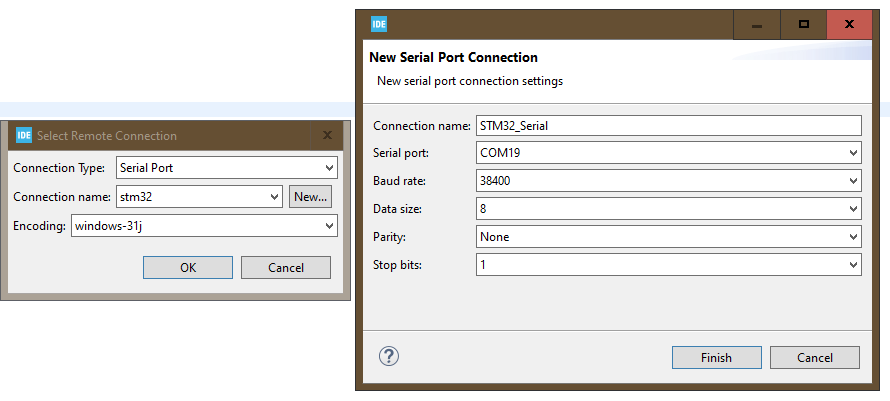 IDE
Select Remote Connection
Connection Type: Serial Port
Connection name: stm32 New...
Encoding: windows-31j
OK Cancel
IDE
New Serial Port Connection
New serial port connection settings
Connection name: STM32_Serial
Serial port: COM19
Baud rate: 38400
Data size: 8
Parity: None
Stop bits: 1
? Finish Cancel